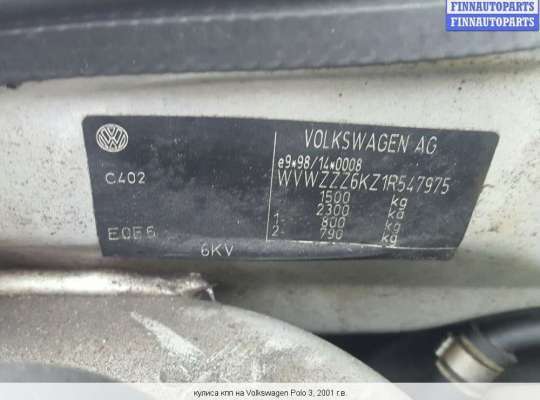 FINNAUTOPARTS
FINNAUTOPARTS
VOLKSWAGEN AG
e9*98/14*0008
WVWZZZ6KZ1R547975
C402
1500 kg
2300 kg
1- 800 kg
2- 790 kg
6KV
кулиса кпп на Volkswagen Polo 3, 2001 г.в.